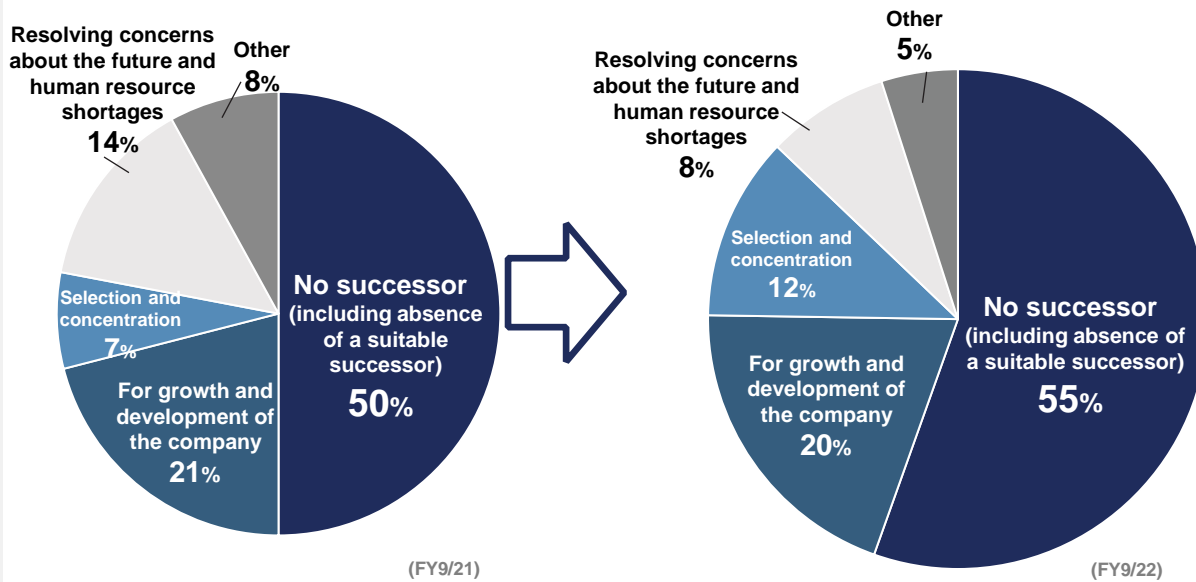 Resolving concerns
about the future and
human resource
shortages
14%
Other
8%
No successor
(including absence
of a suitable
successor)
50%
Selection and
concentration
7%
For growth and
development of
the company
21%
(FY9/21)
Other
5%
Resolving concerns
about the future and
human resource
shortages
8%
Selection and
concentration
12%
No successor
(including absence of
a suitable successor)
55%
For growth and
development of
the company
20%
(FY9/22)